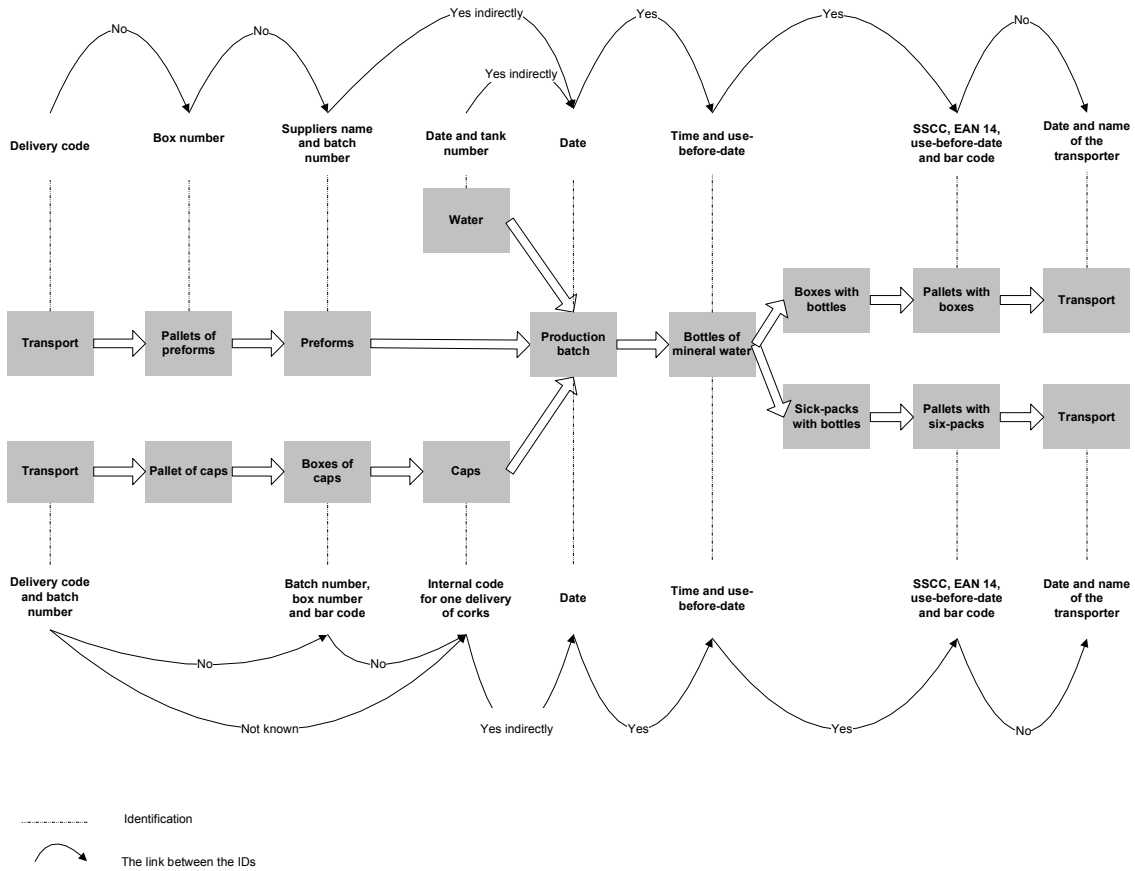 Yes indirectly
Yes
Yes
No
No
No
Yes indirectly
Delivery code
Box number
Suppliers name
and batch
number
Date and tank
number
Date
Time and use-
before-date
SSCC, EAN 14,
use-before-date
and bar code
Date and name
of the
transporter
Water
Transport
Pallets of
preforms
Preforms
Production
batch
Bottles of
mineral water
Boxes with
bottles
Pallets with
boxes
Transport
Sick-packs
with bottles
Pallets with
six-packs
Transport
Transport
Pallet of caps
Boxes of
caps
Caps
Delivery code
and batch
number
Batch number,
box number
and bar code
Internal code
for one delivery
of corks
Date
Time and use-
before-date
SSCC, EAN 14,
use-before-date
and bar code
Date and name
of the
transporter
No
No
Not known
Yes indirectly
Yes
Yes
No
Identification
The link between the IDs